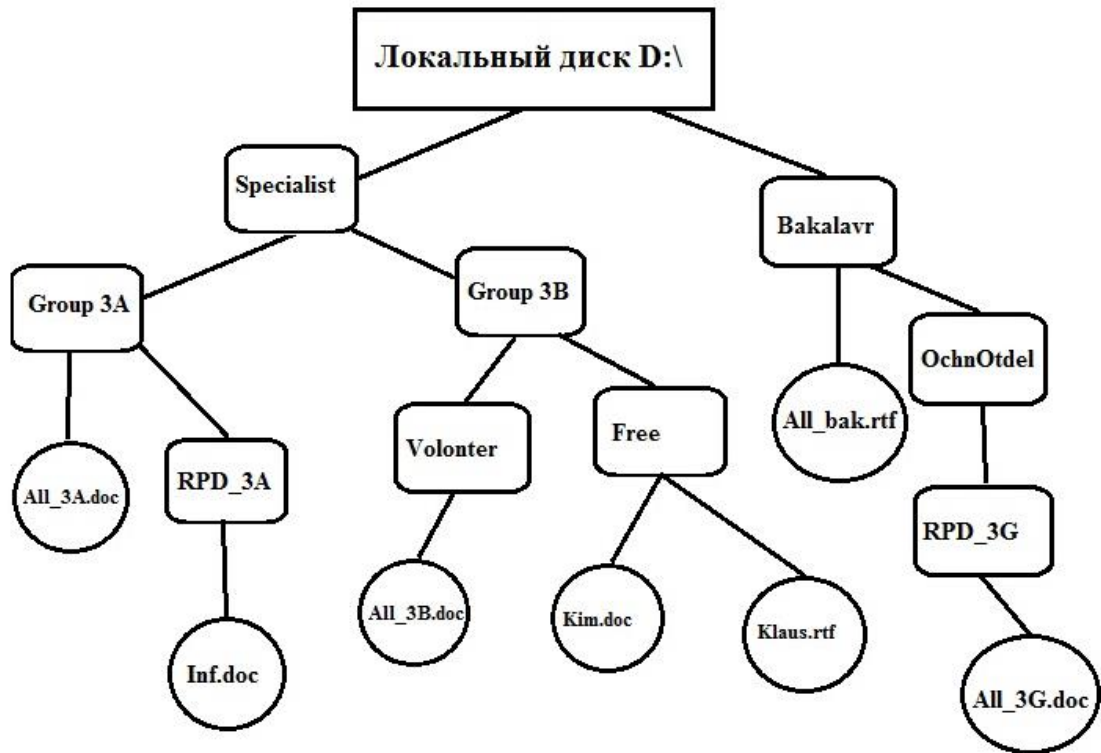 Локальный диск D:\
Specialist
Bakalavr
Group 3A
Group 3B
OchnOtdel
All_bak.rtf
Volonter
Free
RPD_3A
All_3A.doc
RPD_3G
All_3B.doc
Kim.doc
Klaus.rtf
Inf.doc
All_3G.doc